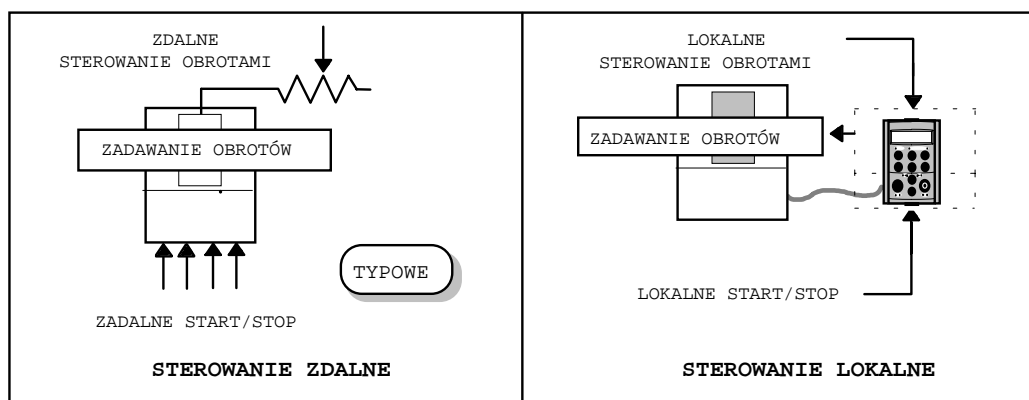 ZDALNE
STEROWANIE OBROTAMI
ZADAWANIE OBROTÓW
TYPOWE
ZADALNE START/STOP
STEROWANIE ZDALNE
LOKALNE
STEROWANIE OBROTAMI
ZADAWANIE OBROTÓW
LOKALNE START/STOP
STEROWANIE LOKALNE